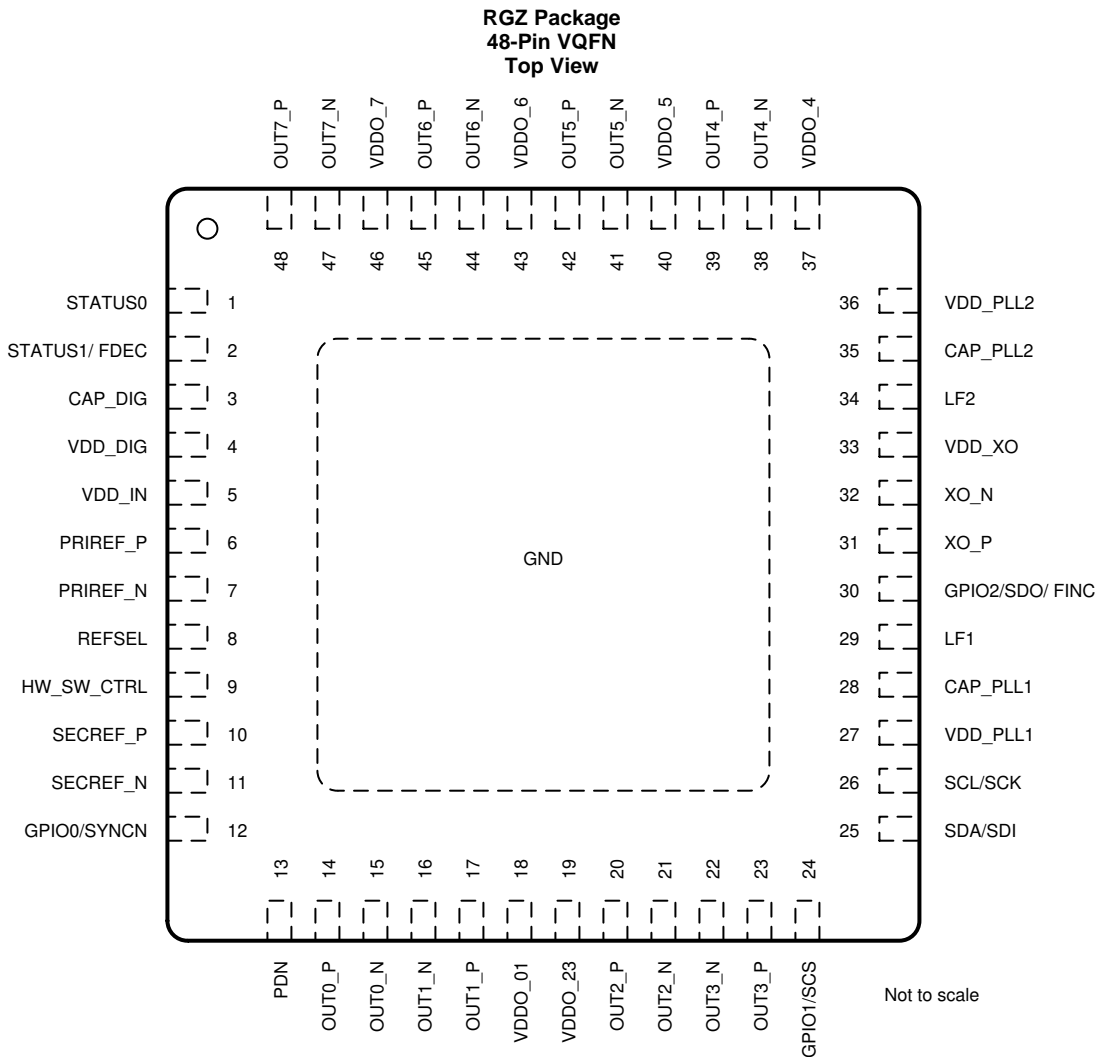 RGZ Package
48-Pin VQFN
Top View
OUT7_P
OUT7_N
VDDO_7
OUT6_P
OUT6_N
VDDO_6
OUT5_P
OUT5_N
VDDO_5
OUT4_P
OUT4_N
VDDO_4
48
47
46
45
44
43
42
41
40
39
38
37
STATUS0 1
STATUS1/ FDEC 2
CAP_DIG 3
VDD_DIG 4
VDD_IN 5
PRIREF_P 6
PRIREF_N 7
REFSEL 8
HW_SW_CTRL 9
SECREF_P 10
SECREF_N 11
GPIO0/SYNCN 12
GND
36 VDD_PLL2
35 CAP_PLL2
34 LF2
33 VDD_XO
32 XO_N
31 XO_P
30 GPIO2/SDO/ FINC
29 LF1
28 CAP_PLL1
27 VDD_PLL1
26 SCL/SCK
25 SDA/SDI
13
14
15
16
17
18
19
20
21
22
23
24
PDN
OUT0_P
OUT0_N
OUT1_N
OUT1_P
VDDO_01
VDDO_23
OUT2_P
OUT2_N
OUT3_N
OUT3_P
GPIO1/SCS
Not to scale